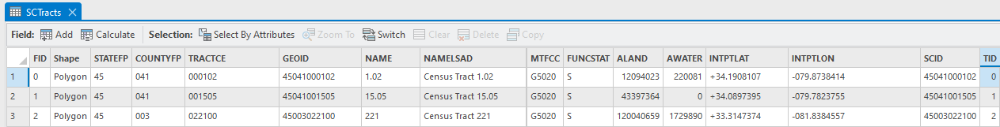 SCTracts
Field: Add Calculate Selection: Select By Attributes Zoom To Switch Clear Delete Copy
FID Shape STATEFP COUNTYFP TRACTCE GEOID NAME NAMELSAD MTFCC FUNCSTAT ALAND AWATER INTPTLAT INTPTLON SCID TID
1 0 Polygon 45 041 000102 45041000102 1.02 Census Tract 1.02 G5020 S 12094023 220081 +34.1908107 -079.8738414 45041000102 0
2 1 Polygon 45 041 001505 45041001505 15.05 Census Tract 15.05 G5020 S 43397364 0 +34.0897395 -079.7823755 45041001505 1
3 2 Polygon 45 003 022100 45003022100 221 Census Tract 221 G5020 S 120040659 1729890 +33.3147374 -081.8384557 45003022100 2